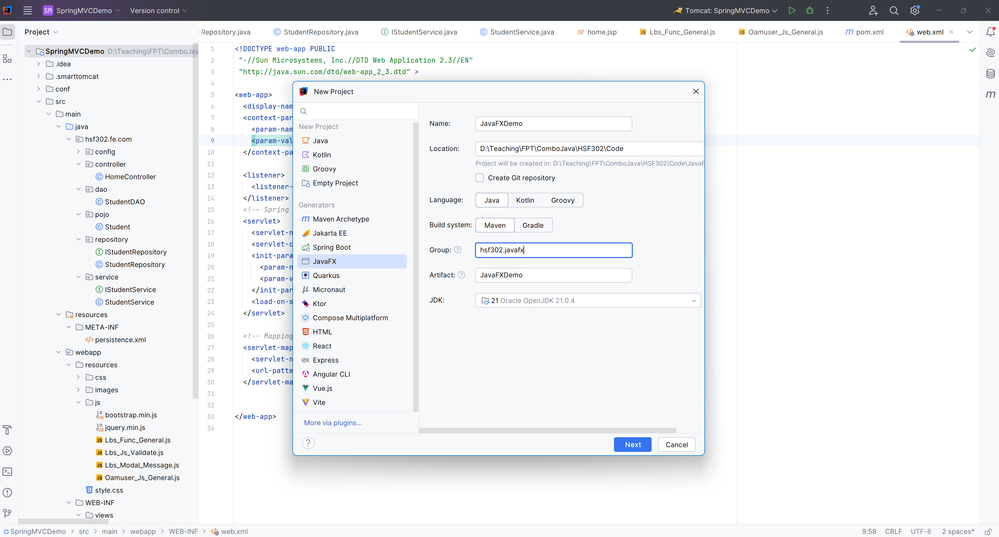 SM SpringMVCDemo Version control Tomcat: SpringMVCDemo
Project
SpringMVCDemo D:\Teaching\FPT\ComboJav
.idea
.smarttomcat
conf
src
main
java
hsf302.fe.com
config
controller
HomeController
dao
StudentDAO
pojo
Student
repository
IStudentRepository
StudentRepository
service
IStudentService
StudentService
resources
META-INF
persistence.xml
webapp
resources
css
images
js
bootstrap.min.js
jquery.min.js
Lbs_Func_General.js
Lbs_Js_Validate.js
Lbs_Modal_Message.js
Oamuser_Js_General.js
style.css
WEB-INF
views
tRepository.java StudentRepository.java IStudentService.java StudentService.java home.jsp Lbs_Func_General.js Oamuser_Js_General.js pom.xml web.xml
1 <!DOCTYPE web-app PUBLIC
2 "-//Sun Microsystems, Inc.//DTD Web Application 2.3//EN"
3 "http://java.sun.com/dtd/web-app_2_3.dtd" >
4
5 <web-app>
6 <display-nam
7 <context-par
8 <param-nam
9 <param-val
10 </context-pa
11
12 <listener>
13 <listener-
14 </listener>
15 <!-- Spring
16 <servlet>
17 <servlet-n
18 <servlet-c
19 <init-para
20 <param-n
21 <param-v
22 </init-par
23 <load-on-s
24 </servlet>
25
26 <!-- Mapping
27 <servlet-map
28 <servlet-n
29 <url-patte
30 </servlet-ma
31
32
33 </web-app>
34
New Project
New Project
Java
Kotlin
Groovy
Empty Project
Generators
Maven Archetype
Jakarta EE
Spring Boot
JavaFX
Quarkus
Micronaut
Ktor
Compose Multiplatform
HTML
React
Express
Angular CLI
Vue.js
Vite
More via plugins...
Name: JavaFXDemo
Location: D:\Teaching\FPT\ComboJava\HSF302\Code
Project will be created in: D:\Teaching\FPT\ComboJava\HSF302\Code\JavaF
Create Git repository
Language: Java Kotlin Groovy
Build system: Maven Gradle
Group: hsf302.javafx
Artifact: JavaFXDemo
JDK: 21 Oracle OpenJDK 21.0.4
Next Cancel
SpringMVCDemo > src > main > webapp > WEB-INF > web.xml 9:58 CRLF UTF-8 2 spaces*